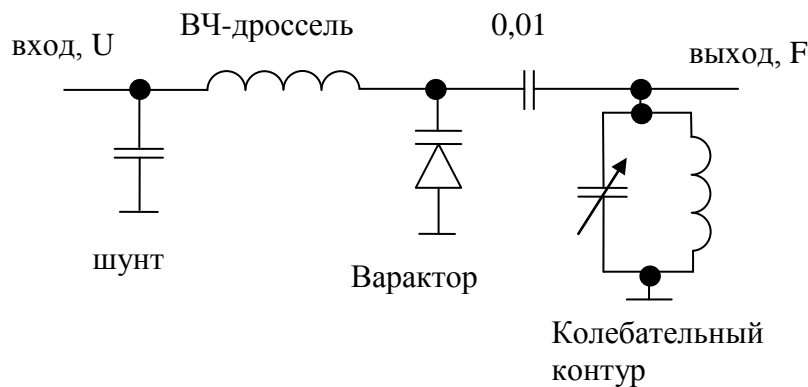 ВЧ-дроссель
0,01
вход, U
выход, F
шунт
Варактор
Колебательный
контур